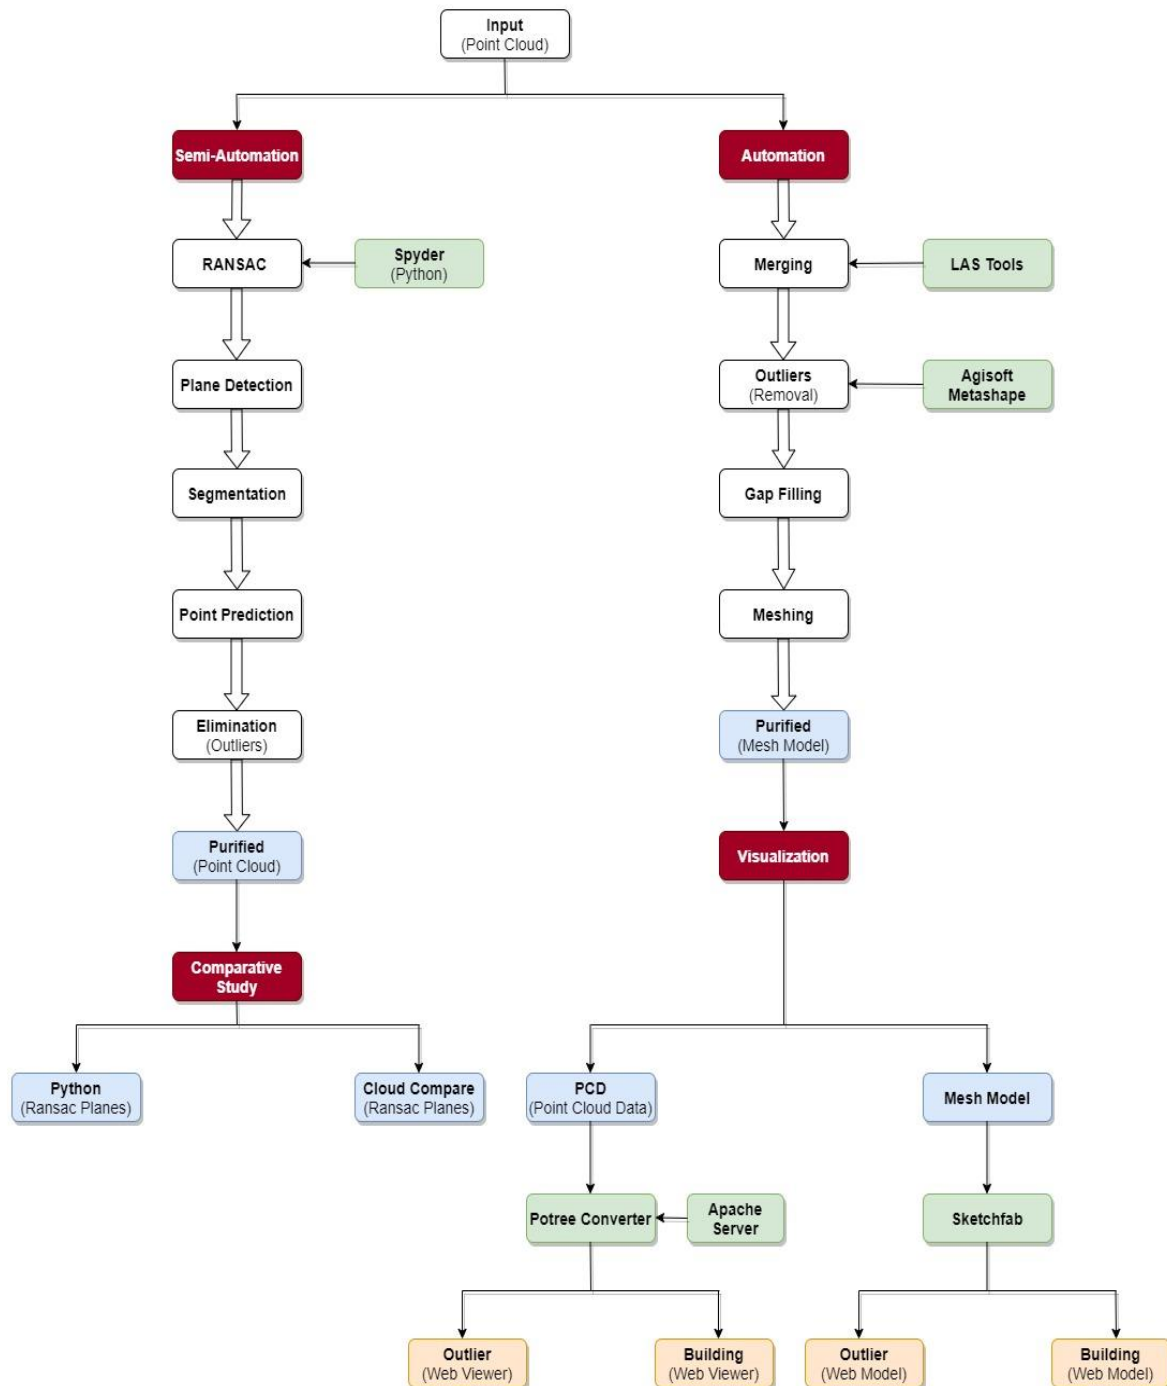 Input
(Point Cloud)
Semi-Automation
Automation
RANSAC
Spyder
(Python)
Merging
LAS Tools
Plane Detection
Outliers
(Removal)
Agisoft
Metashape
Segmentation
Gap Filling
Point Prediction
Meshing
Elimination
(Outliers)
Purified
(Mesh Model)
Purified
(Point Cloud)
Visualization
Comparative
Study
Python
(Ransac Planes)
Cloud Compare
(Ransac Planes)
PCD
(Point Cloud Data)
Mesh Model
Potree Converter
Apache
Server
Sketchfab
Outlier
(Web Viewer)
Building
(Web Viewer)
Outlier
(Web Model)
Building
(Web Model)